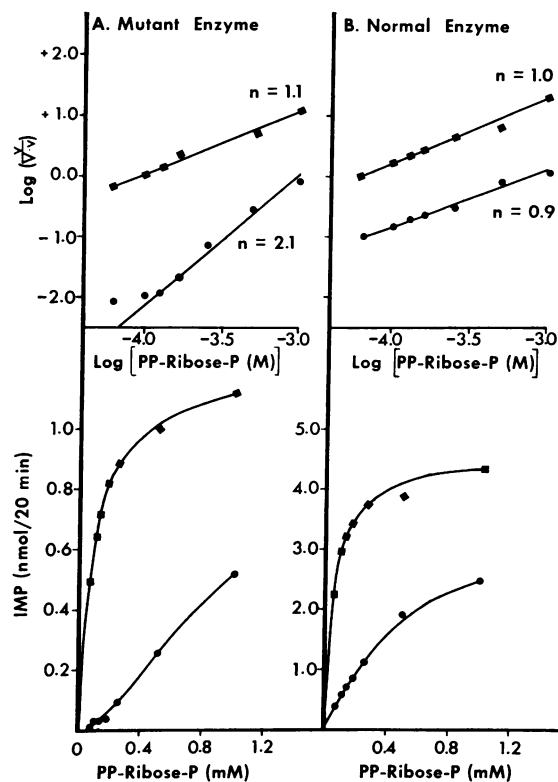 A. Mutant Enzyme
B. Normal Enzyme
+2.0
+1.0
0.0
-1.0
-2.0
Log (v/V-v)
n = 1.1
n = 2.1
n = 1.0
n = 0.9
-4.0 -3.5 -3.0
-4.0 -3.5 -3.0
Log [PP-Ribose-P (M)]
Log [PP-Ribose-P (M)]
1.0
0.8
0.6
0.4
0.2
IMP (nmol/20 min)
5.0
4.0
3.0
2.0
1.0
0 0.4 0.8 1.2
0.4 0.8 1.2
PP-Ribose-P (mM)
PP-Ribose-P (mM)